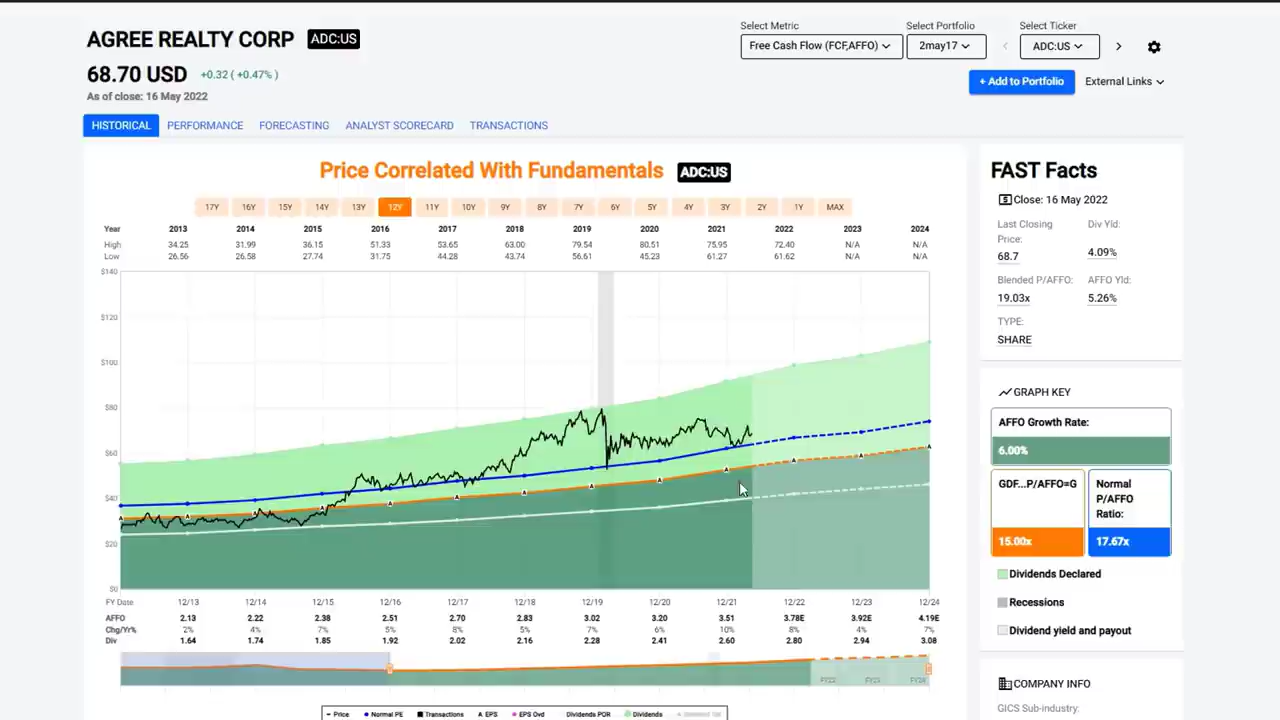 AGREE REALTY CORP ADC:US
68.70 USD +0.32 ( +0.47% )
As of close: 16 May 2022
Select Metric Select Portfolio Select Ticker
Free Cash Flow (FCF,AFFO) 2may17 ADC:US
+ Add to Portfolio External Links
HISTORICAL PERFORMANCE FORECASTING ANALYST SCORECARD TRANSACTIONS
Price Correlated With Fundamentals ADC:US
17Y 16Y 15Y 14Y 13Y 12Y 11Y 10Y 9Y 8Y 7Y 6Y 5Y 4Y 3Y 2Y 1Y MAX
Year 2013 2014 2015 2016 2017 2018 2019 2020 2021 2022 2023 2024
High 34.25 31.99 36.15 51.33 53.65 63.00 79.54 80.51 75.95 72.40 N/A N/A
Low 26.56 26.58 27.74 31.75 44.28 43.74 56.61 45.23 61.27 61.62 N/A N/A
$140
$120
$100
$80
$60
$40
$20
$0
FY Date 12/13 12/14 12/15 12/16 12/17 12/18 12/19 12/20 12/21 12/22 12/23 12/24
AFFO 2.13 2.22 2.38 2.51 2.70 2.83 3.02 3.20 3.51 3.78E 3.92E 4.19E
Chg/Yr% 2% 4% 7% 5% 8% 5% 7% 6% 10% 8% 4% 7%
Div 1.64 1.74 1.85 1.92 2.02 2.16 2.28 2.41 2.60 2.80 2.94 3.08
FY22 FY23 FY24
Price Normal PE Transactions EPS EPS Ovd Dividends POR Dividends
FAST Facts
Close: 16 May 2022
Last Closing Price: Div Yld:
68.7 4.09%
Blended P/AFFO: AFFO Yld:
19.03x 5.26%
TYPE:
SHARE
GRAPH KEY
AFFO Growth Rate:
6.00%
GDF...P/AFFO=G Normal P/AFFO Ratio:
15.00x 17.67x
Dividends Declared
Recessions
Dividend yield and payout
COMPANY INFO
GICS Sub-industry: